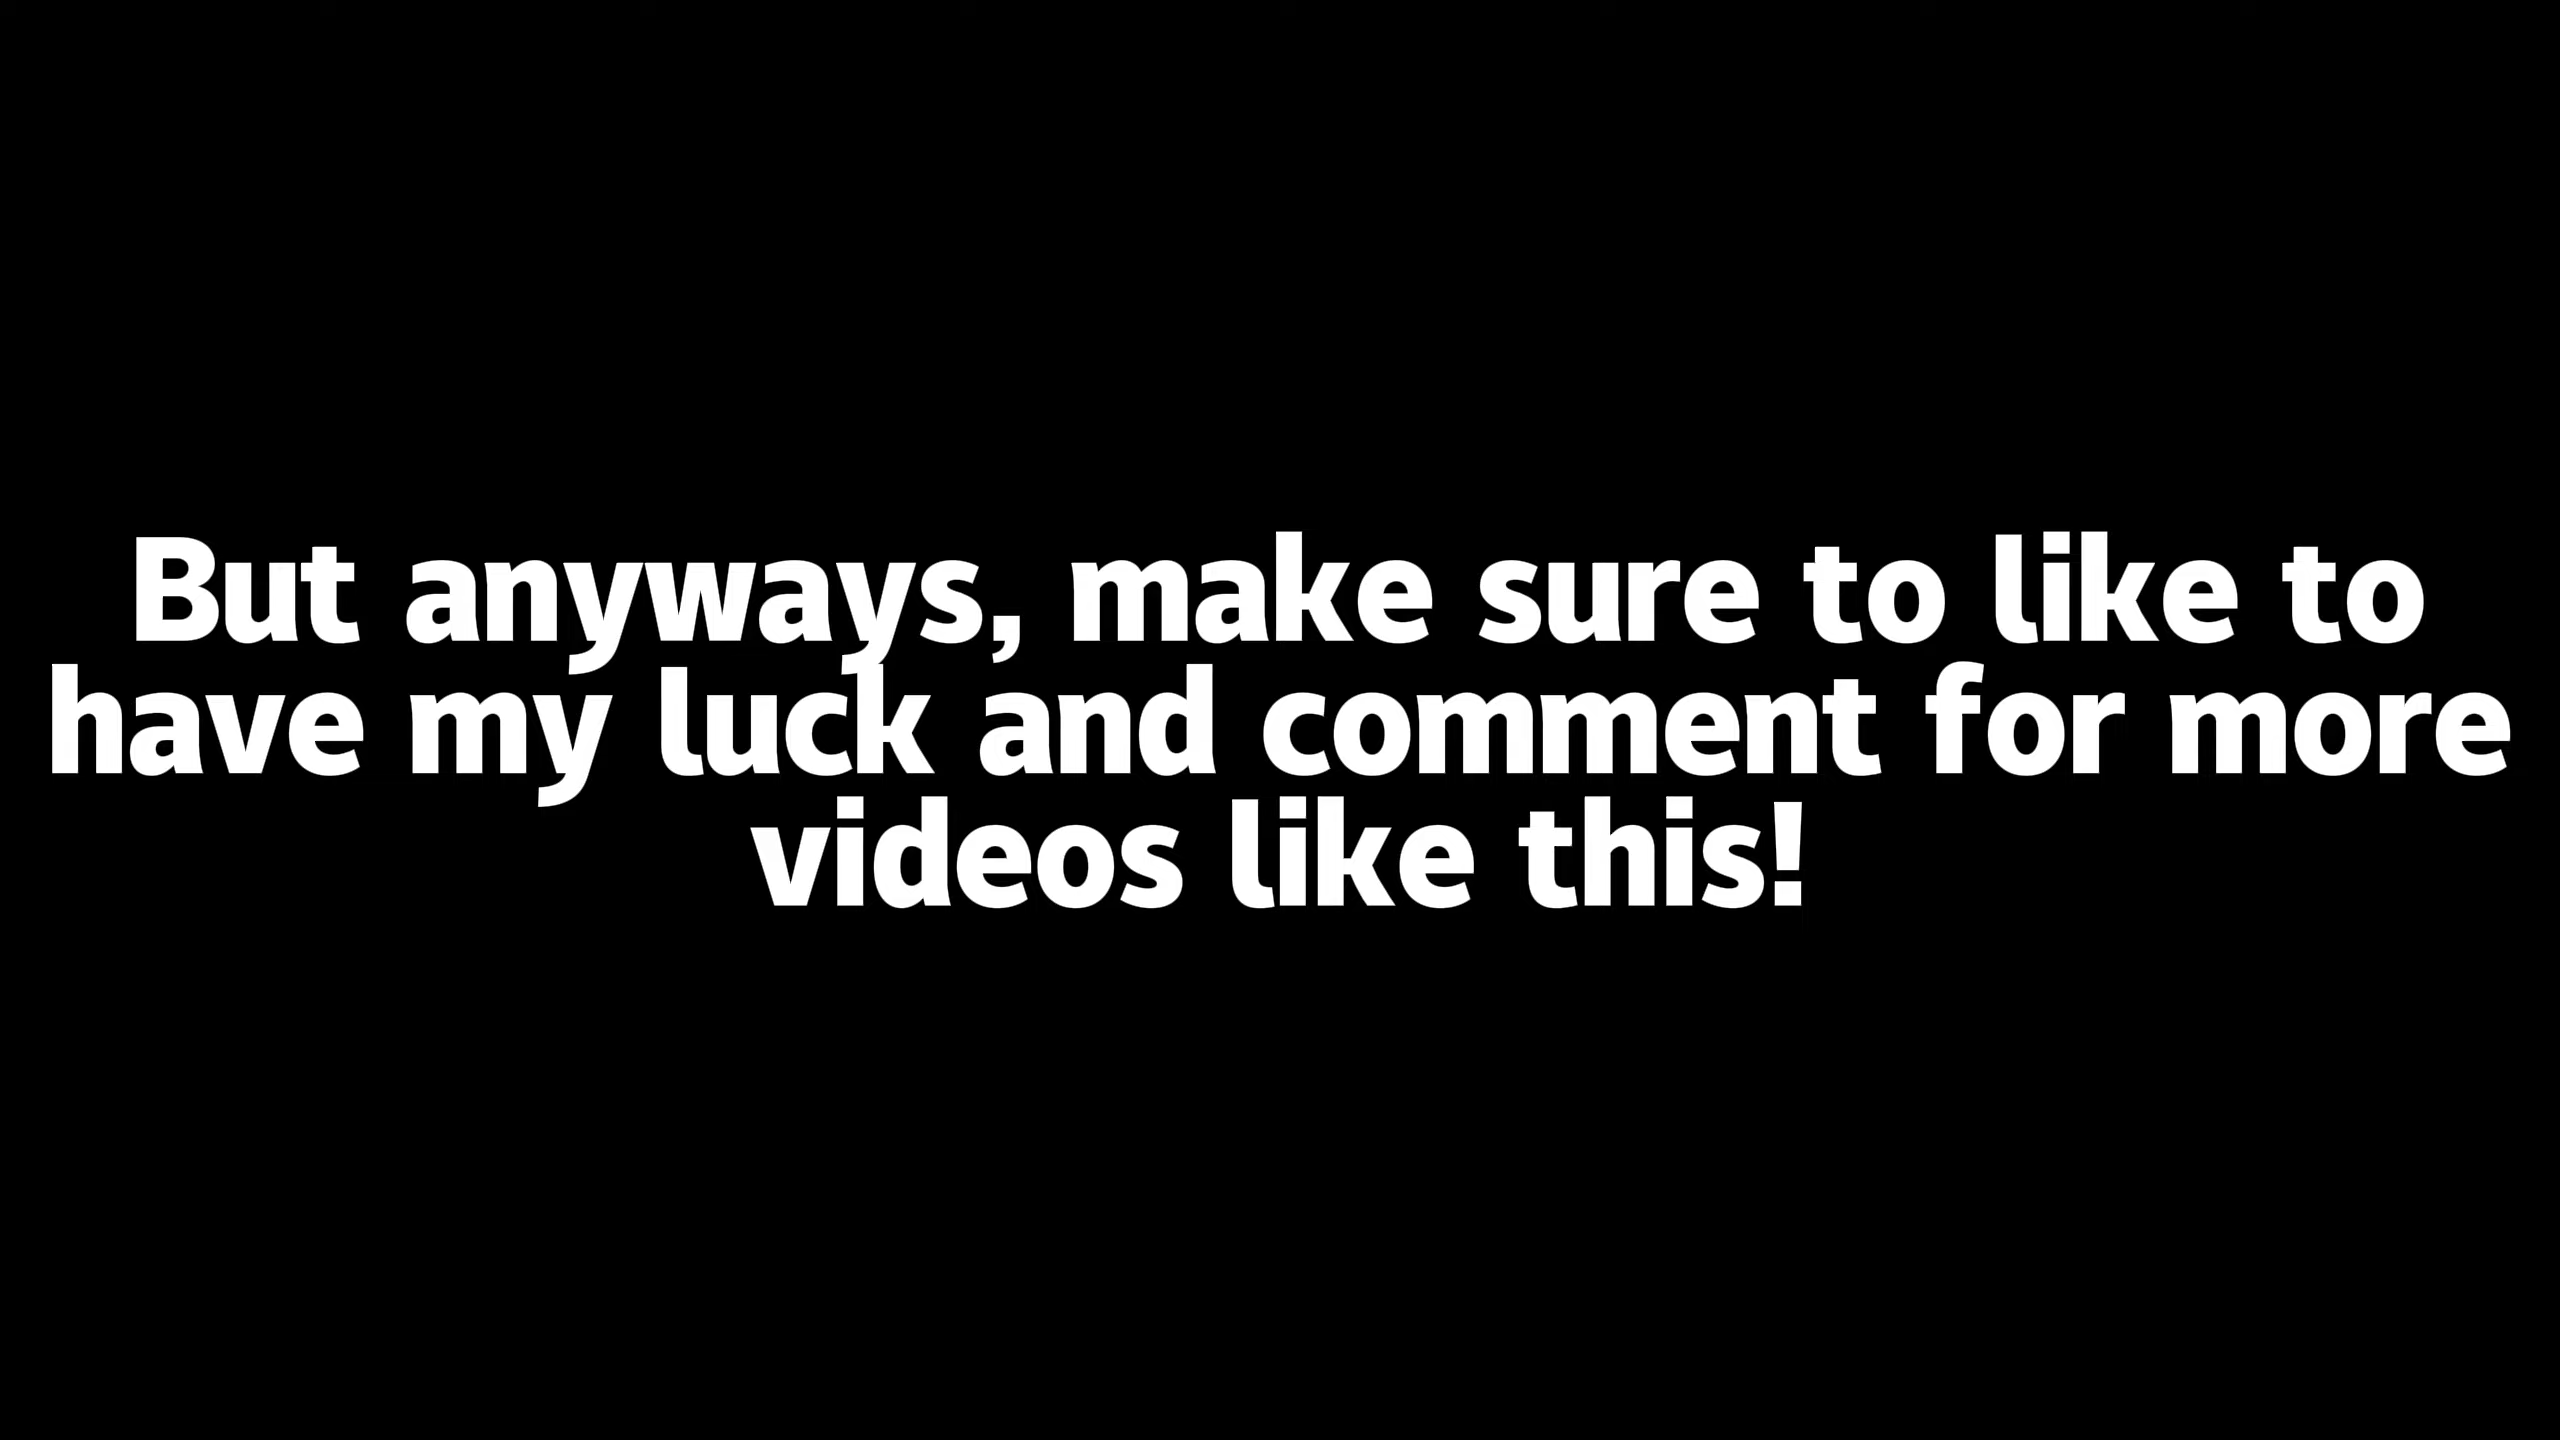 But anyways, make sure to like to
have my luck and comment for more
videos like this!